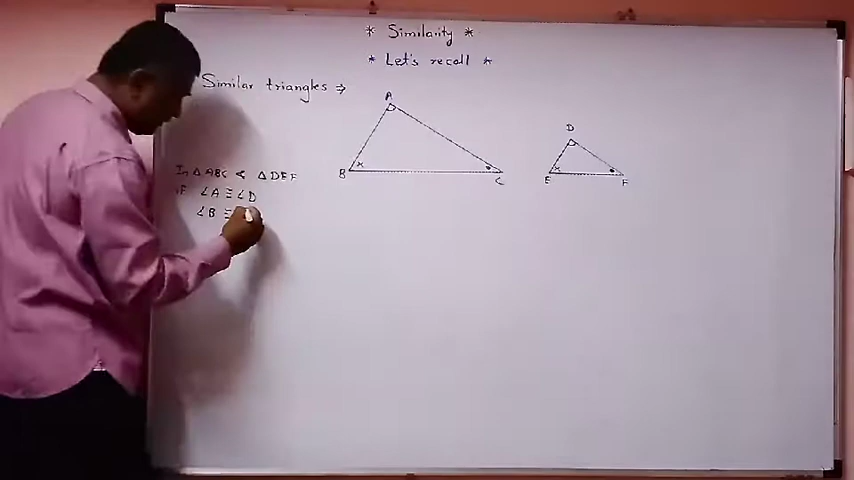 * Similarity *
* Let's recall *
Similar triangles ⇒
A
B
C
D
E
F
In △ABC & △DEF
if ∠A ≅ ∠D
∠B ≅